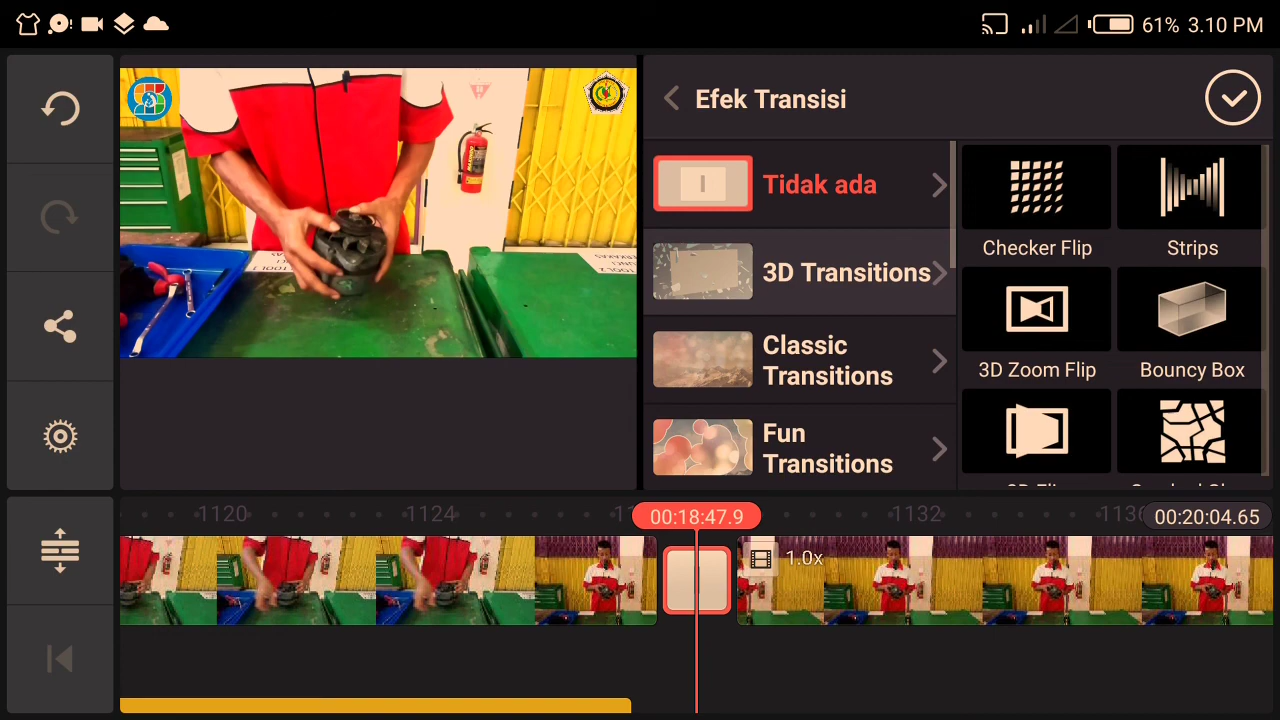 61% 3.10 PM
Efek Transisi
Tidak ada
3D Transitions
Classic
Transitions
Fun
Transitions
Checker Flip
Strips
3D Zoom Flip
Bouncy Box
1120
1124
00:18:47.9
1132
00:20:04.65
1.0x